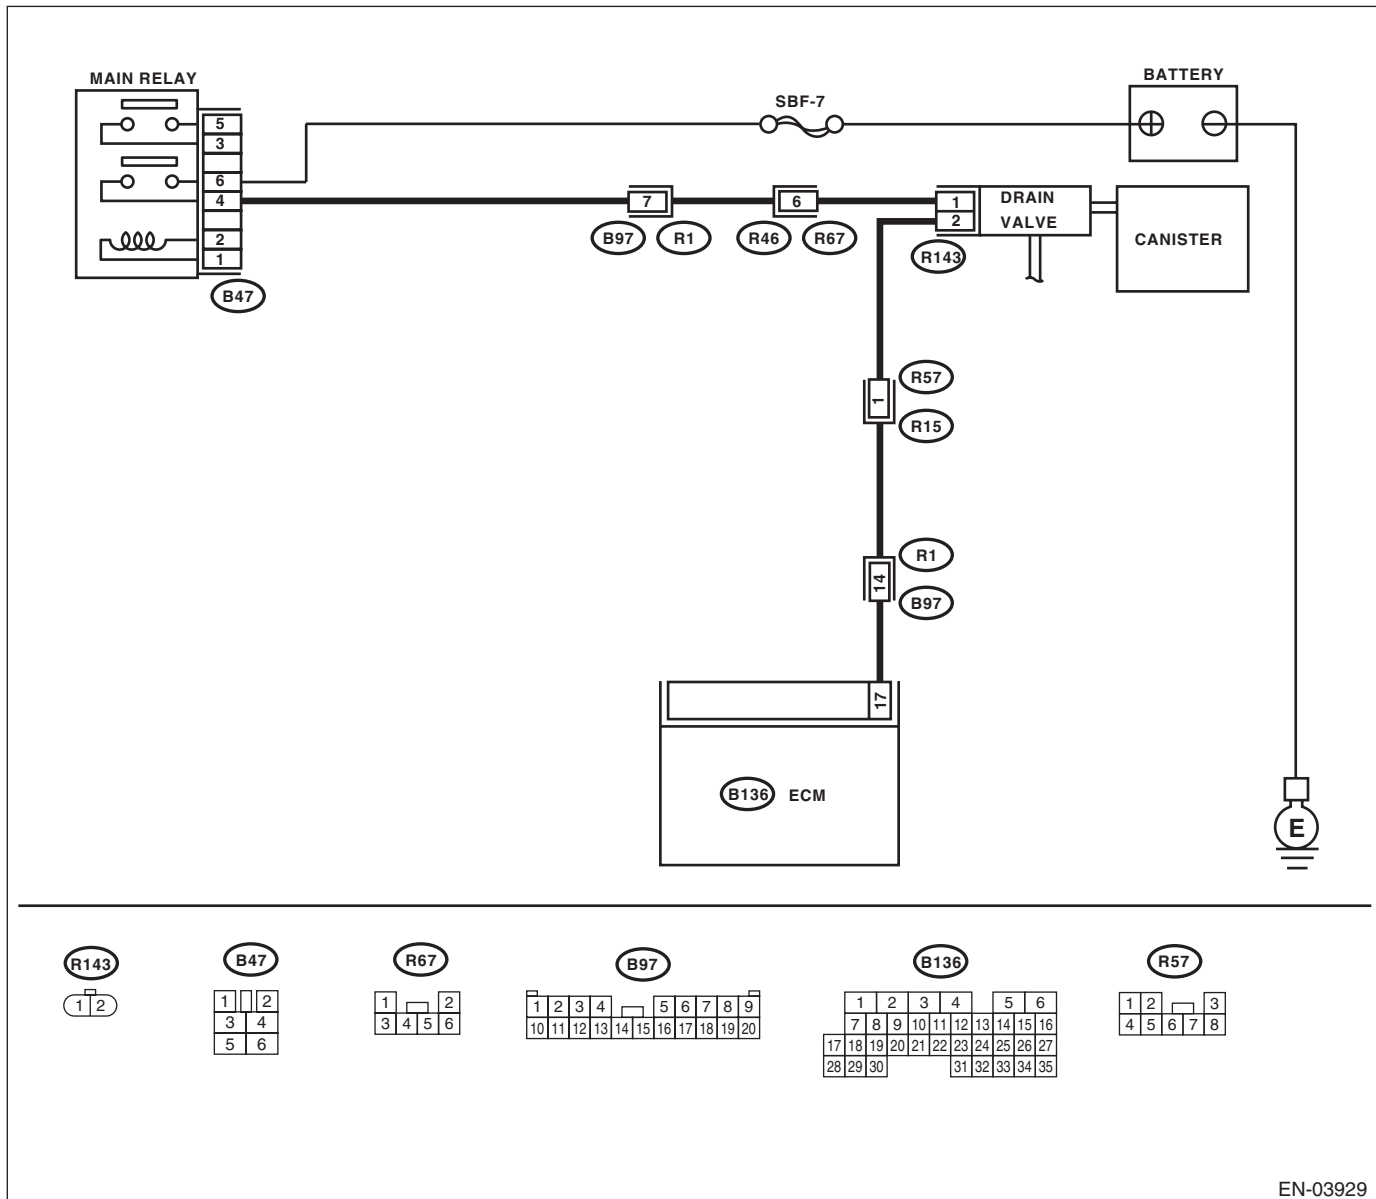 MAIN RELAY
BATTERY
SBF-7
5
3
6
4
2
1
B47
7
B97
R1
6
R46
R67
1
2
R143
DRAIN
VALVE
CANISTER
1
R57
R15
14
R1
B97
17
B136
ECM
E
R143
1 2
B47
1 2
3 4
5 6
R67
1 2
3 4 5 6
B97
1 2 3 4 5 6 7 8 9
10 11 12 13 14 15 16 17 18 19 20
B136
1 2 3 4 5 6
7 8 9 10 11 12 13 14 15 16
17 18 19 20 21 22 23 24 25 26 27
28 29 30 31 32 33 34 35
R57
1 2 3
4 5 6 7 8
EN-03929